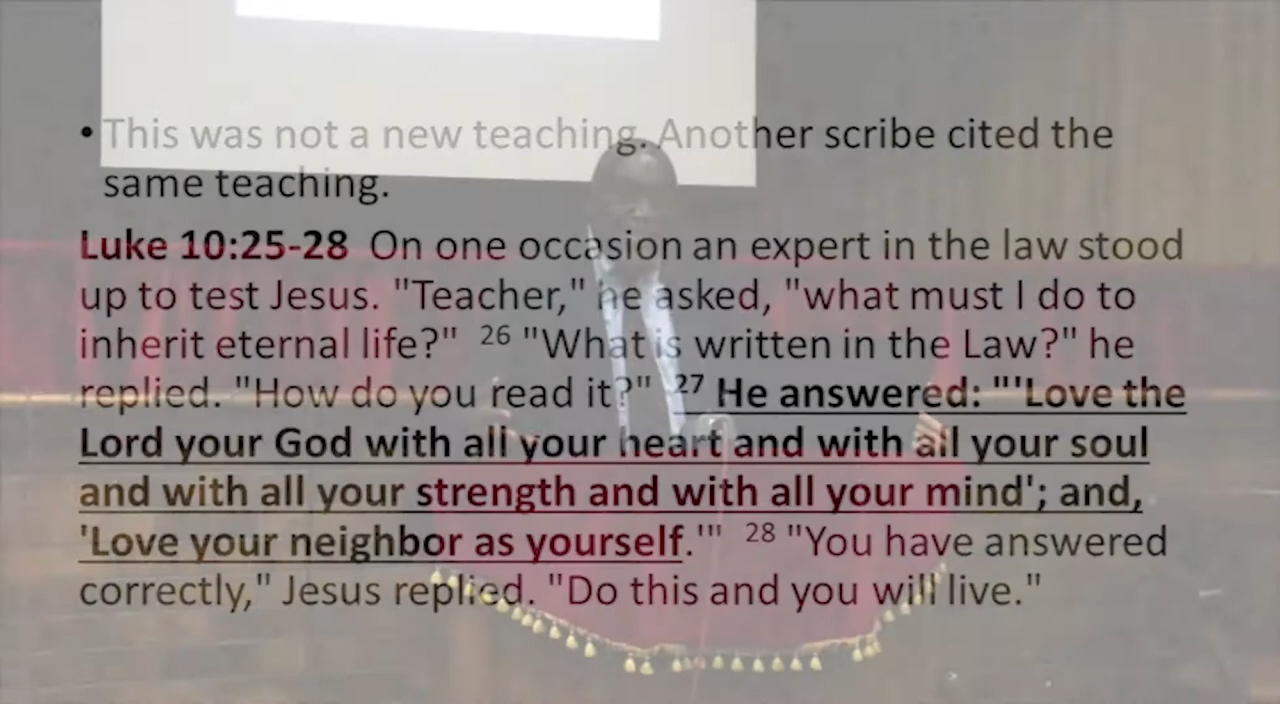 • This was not a new teaching. Another scribe cited the
same teaching.
Luke 10:25-28 On one occasion an expert in the law stood
up to test Jesus. "Teacher," he asked, "what must I do to
inherit eternal life?" 26 "What is written in the Law?" he
replied. "How do you read it?" 27 He answered: "'Love the
Lord your God with all your heart and with all your soul
and with all your strength and with all your mind'; and,
'Love your neighbor as yourself.'" 28 "You have answered
correctly," Jesus replied. "Do this and you will live."